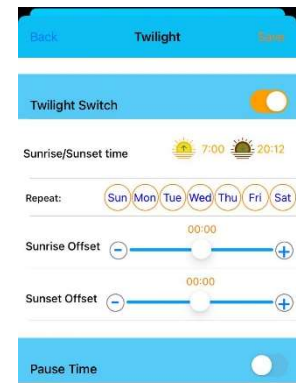 Back Twilight Save
Twilight Switch
Sunrise/Sunset time 7:00 20:12
Repeat: Sun Mon Tue Wed Thu Fri Sat
00:00
Sunrise Offset
00:00
Sunset Offset
Pause Time